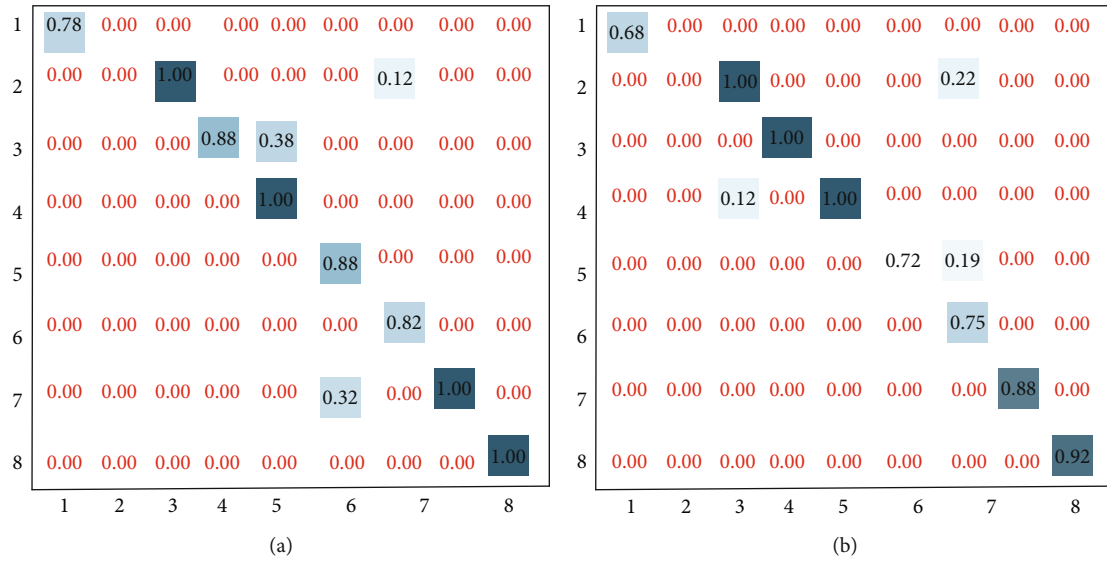 1 0.78 0.00 0.00 0.00 0.00 0.00 0.00 0.00 0.00
2 0.00 0.00 1.00 0.00 0.00 0.00 0.12 0.00 0.00
3 0.00 0.00 0.00 0.88 0.38 0.00 0.00 0.00 0.00
4 0.00 0.00 0.00 0.00 1.00 0.00 0.00 0.00 0.00
5 0.00 0.00 0.00 0.00 0.00 0.88 0.00 0.00 0.00
6 0.00 0.00 0.00 0.00 0.00 0.00 0.82 0.00 0.00
7 0.00 0.00 0.00 0.00 0.00 0.32 0.00 1.00 0.00
8 0.00 0.00 0.00 0.00 0.00 0.00 0.00 0.00 1.00
1 2 3 4 5 6 7 8
(a)
1 0.68 0.00 0.00 0.00 0.00 0.00 0.00 0.00 0.00
2 0.00 0.00 1.00 0.00 0.00 0.00 0.22 0.00 0.00
3 0.00 0.00 0.00 1.00 0.00 0.00 0.00 0.00 0.00
4 0.00 0.00 0.12 0.00 1.00 0.00 0.00 0.00 0.00
5 0.00 0.00 0.00 0.00 0.00 0.72 0.19 0.00 0.00
6 0.00 0.00 0.00 0.00 0.00 0.00 0.75 0.00 0.00
7 0.00 0.00 0.00 0.00 0.00 0.00 0.00 0.88 0.00
8 0.00 0.00 0.00 0.00 0.00 0.00 0.00 0.00 0.92
1 2 3 4 5 6 7 8
(b)